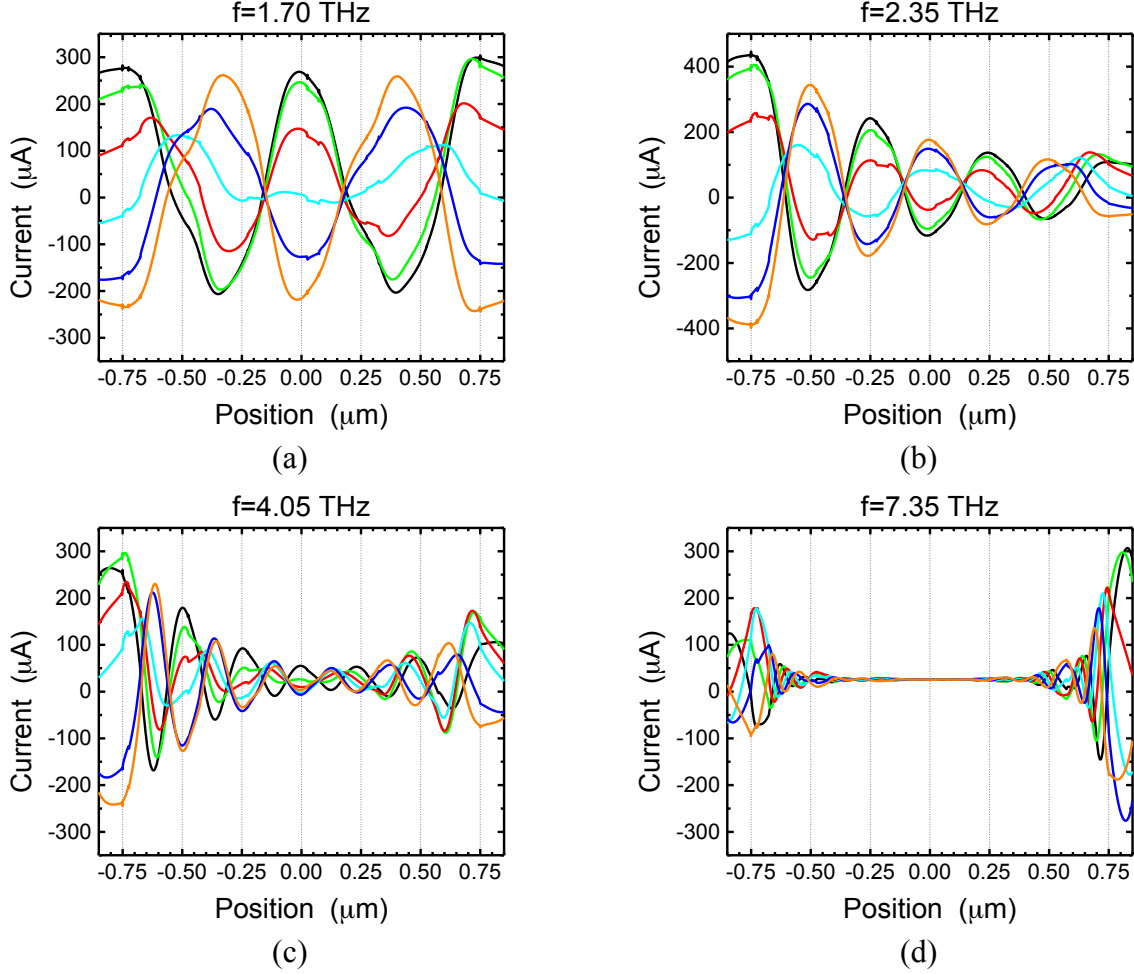 f=1.70 THz
300
200
100
0
-100
-200
-300
Current (μA)
-0.75 -0.50 -0.25 0.00 0.25 0.50 0.75
Position (μm)
(a)
f=2.35 THz
400
200
0
-200
-400
Current (μA)
-0.75 -0.50 -0.25 0.00 0.25 0.50 0.75
Position (μm)
(b)
f=4.05 THz
300
200
100
0
-100
-200
-300
Current (μA)
-0.75 -0.50 -0.25 0.00 0.25 0.50 0.75
Position (μm)
(c)
f=7.35 THz
300
200
100
0
-100
-200
-300
Current (μA)
-0.75 -0.50 -0.25 0.00 0.25 0.50 0.75
Position (μm)
(d)